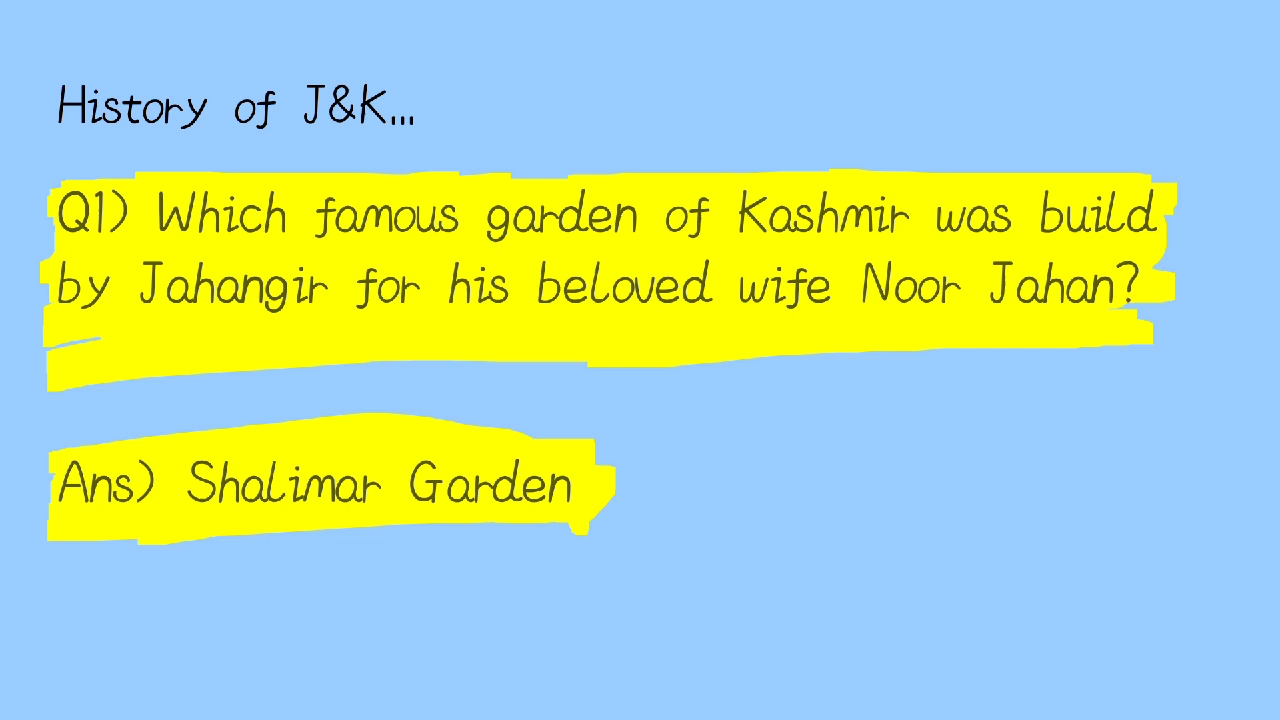 History of J&K...
Q1) Which famous garden of Kashmir was build
by Jahangir for his beloved wife Noor Jahan?
Ans) Shalimar Garden